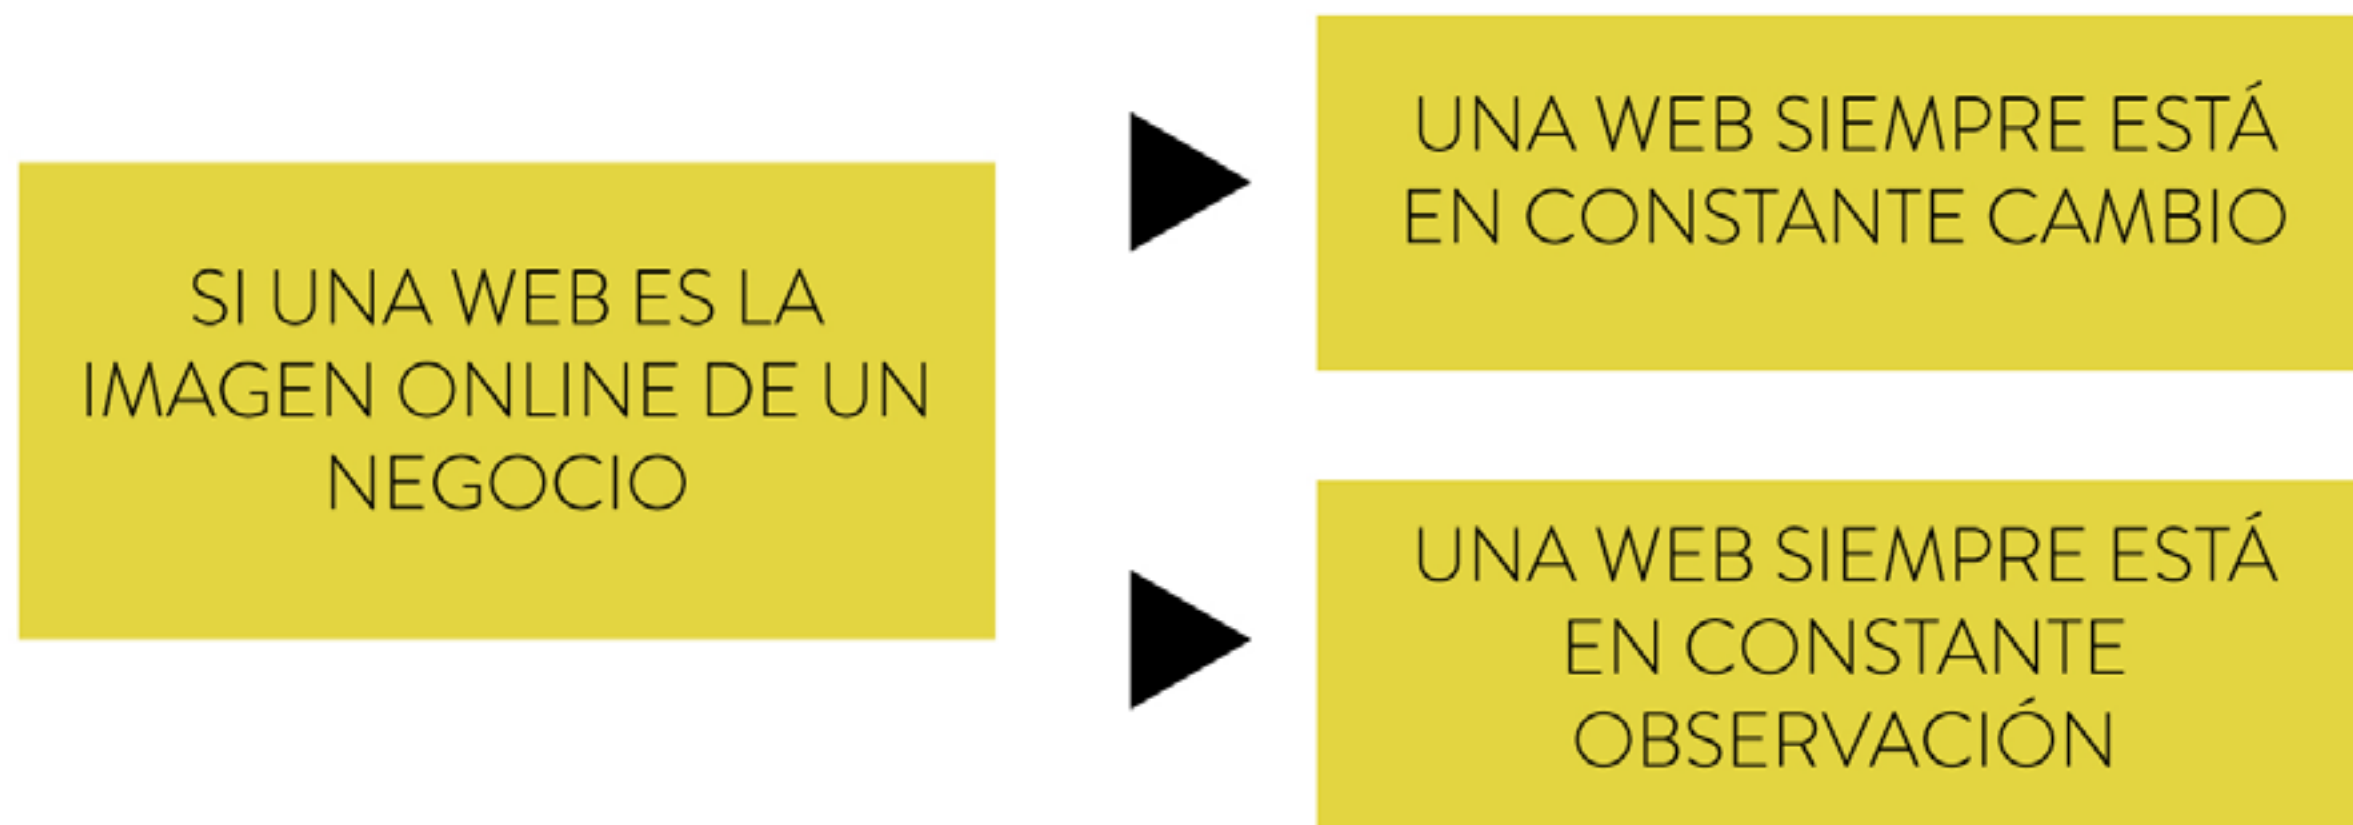 SI UNA WEB ES LA
IMAGEN ONLINE DE UN
NEGOCIO
UNA WEB SIEMPRE ESTÁ
EN CONSTANTE CAMBIO
UNA WEB SIEMPRE ESTÁ
EN CONSTANTE
OBSERVACIÓN